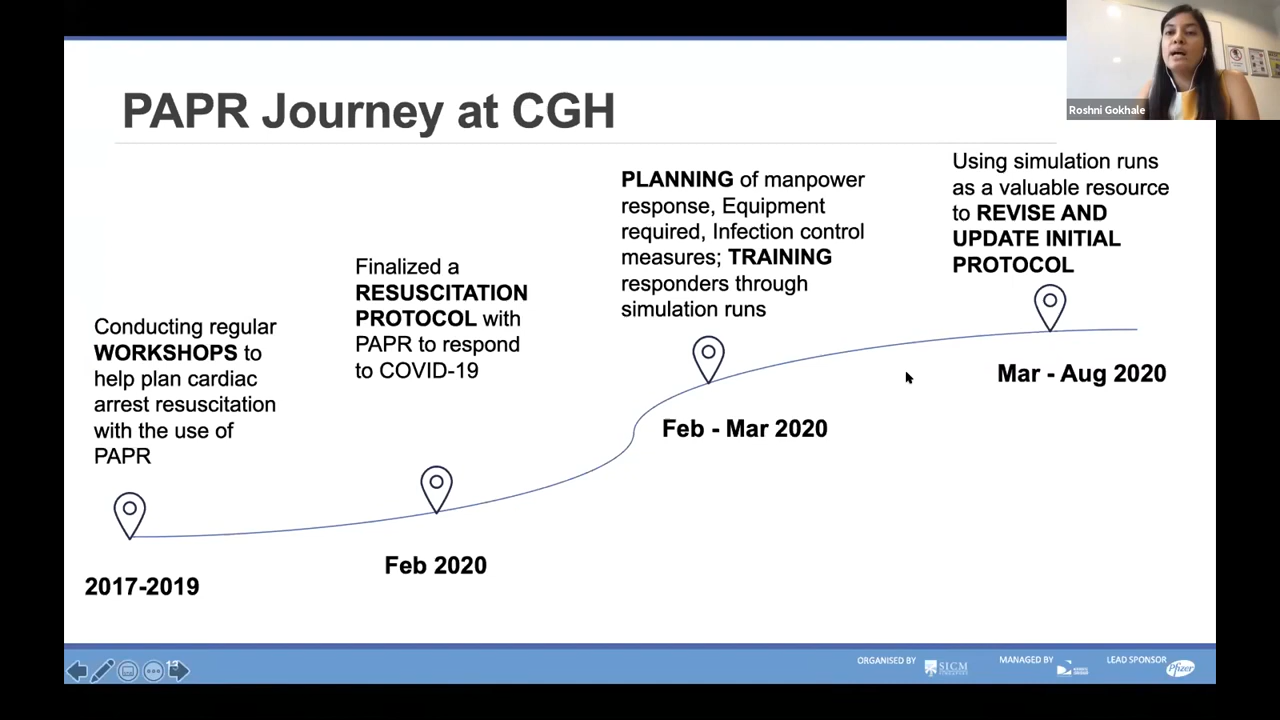 PAPR Journey at CGH
Roshni Gokhale
Conducting regular
WORKSHOPS to
help plan cardiac
arrest resuscitation
with the use of
PAPR
2017-2019
Finalized a
RESUSCITATION
PROTOCOL with
PAPR to respond
to COVID-19
Feb 2020
PLANNING of manpower
response, Equipment
required, Infection control
measures; TRAINING
responders through
simulation runs
Feb - Mar 2020
Using simulation runs
as a valuable resource
to REVISE AND
UPDATE INITIAL
PROTOCOL
Mar - Aug 2020
13
ORGANISED BY
SICM
MANAGED BY
LEAD SPONSOR
Pfizer